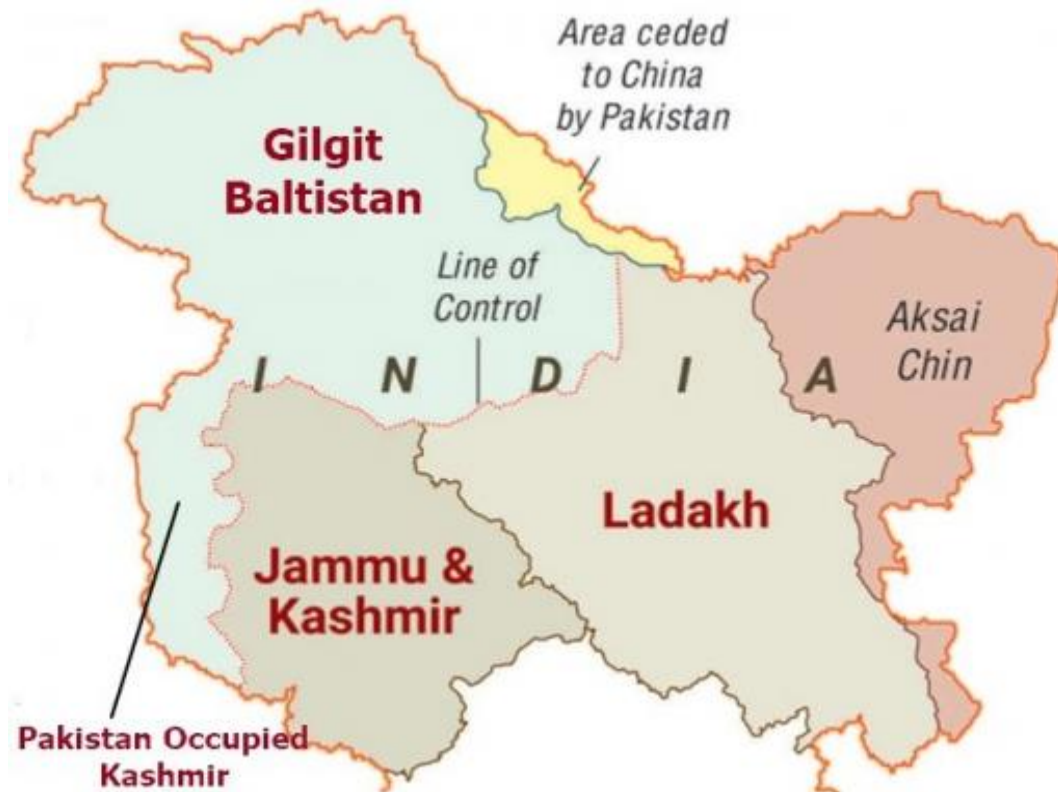 Area ceded
to China
by Pakistan
Gilgit
Baltistan
Line of
Control
Aksai
Chin
I N D I A
Ladakh
Jammu &
Kashmir
Pakistan Occupied
Kashmir